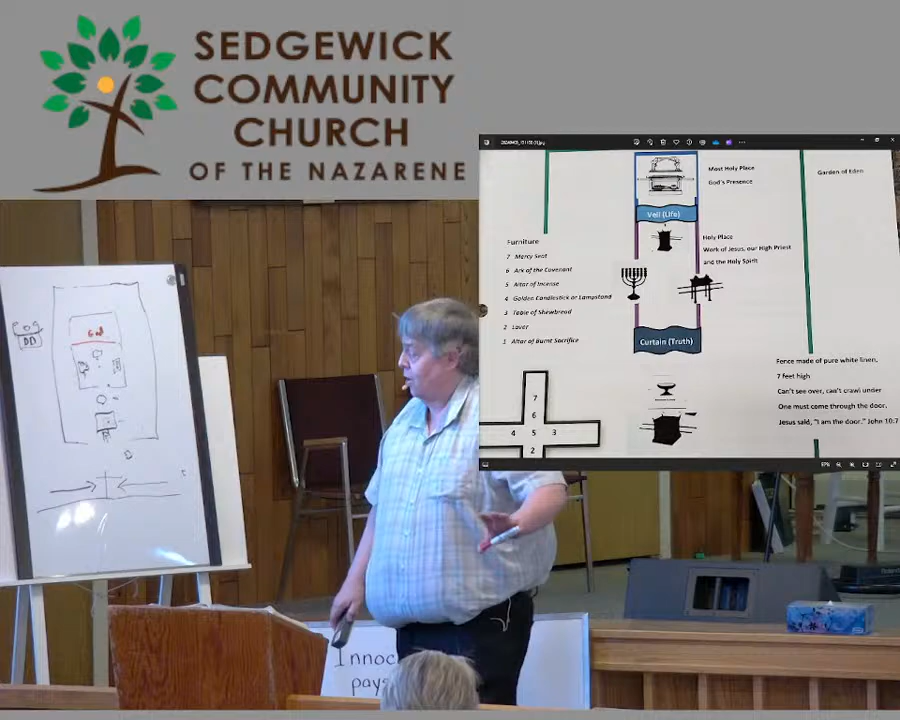 SEDGEWICK
COMMUNITY
CHURCH
OF THE NAZARENE
Most Holy Place
God's Presence
Garden of Eden
Veil (Life)
Holy Place
Work of Jesus, our High Priest
and the Holy Spirit
Furniture
7 Mercy Seat
6 Ark of the Covenant
5 Altar of Incense
4 Golden Candlestick or Lampstand
3 Table of Shewbread
2 Laver
1 Altar of Burnt Sacrifice
Curtain (Truth)
Fence made of pure white linen,
7 feet high
Can't see over, can't crawl under
One must come through the door.
Jesus said, "I am the door." John 10:7
7
6
4 5 3
2
God
Innoc
pays